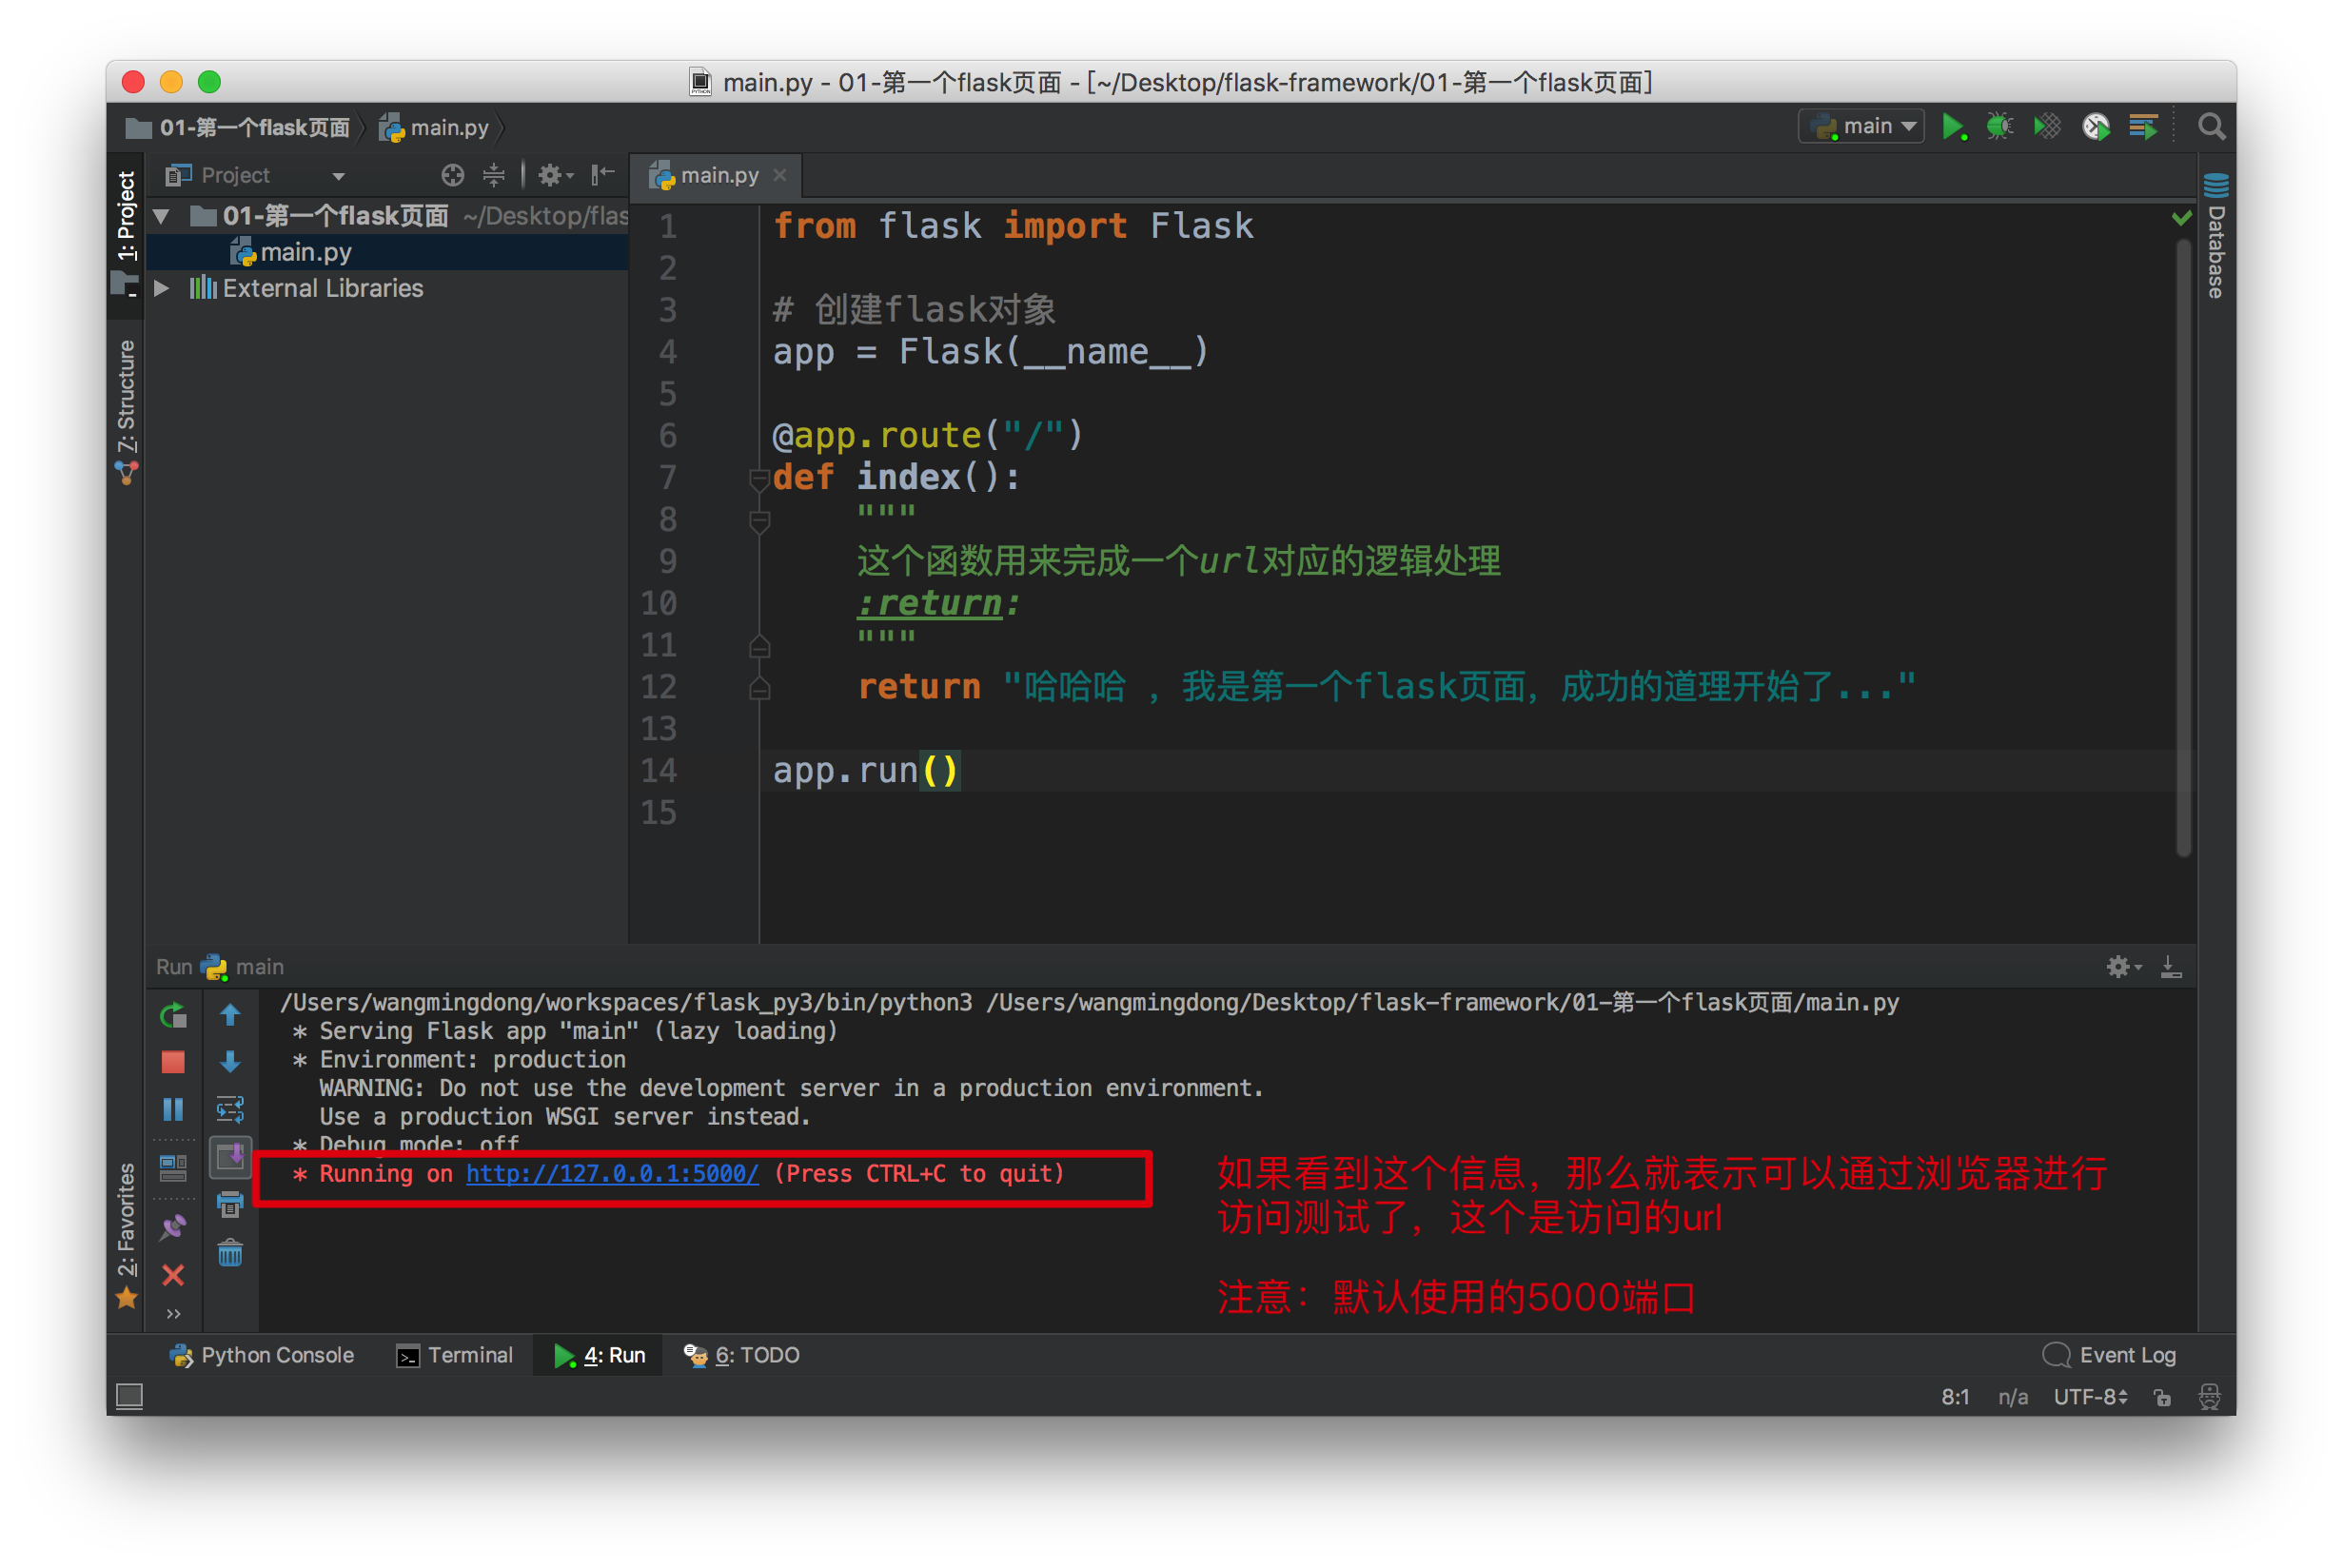 main.py - 01-第一个flask页面 - [~/Desktop/flask-framework/01-第一个flask页面]
01-第一个flask页面 main.py main
1: Project
7: Structure
2: Favorites
Project
01-第一个flask页面 ~/Desktop/flas
main.py
External Libraries
main.py
Database
1 from flask import Flask
2
3 # 创建flask对象
4 app = Flask(__name__)
5
6 @app.route("/")
7 def index():
8 """
9 这个函数用来完成一个url对应的逻辑处理
10 :return:
11 """
12 return "哈哈哈 ，我是第一个flask页面，成功的道理开始了..."
13
14 app.run()
15
Run main
/Users/wangmingdong/workspaces/flask_py3/bin/python3 /Users/wangmingdong/Desktop/flask-framework/01-第一个flask页面/main.py
* Serving Flask app "main" (lazy loading)
* Environment: production
WARNING: Do not use the development server in a production environment.
Use a production WSGI server instead.
* Debug mode: off
* Running on http://127.0.0.1:5000/ (Press CTRL+C to quit)
如果看到这个信息，那么就表示可以通过浏览器进行
访问测试了，这个是访问的url
注意：默认使用的5000端口
Python Console Terminal 4: Run 6: TODO Event Log
8:1 n/a UTF-8